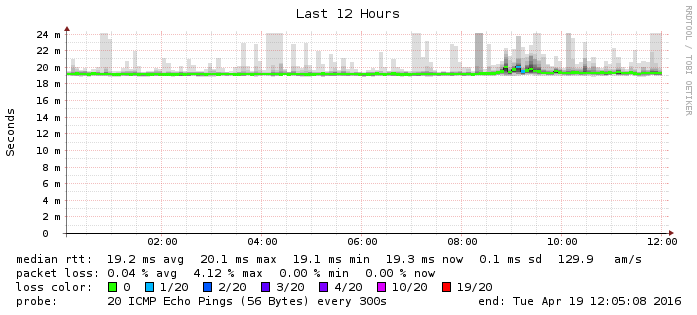 Last 12 Hours
RRDTOOL / TOBI OETIKER
Seconds
24 m
22 m
20 m
18 m
16 m
14 m
12 m
10 m
8 m
6 m
4 m
2 m
0
02:00 04:00 06:00 08:00 10:00 12:00
median rtt: 19.2 ms avg 20.1 ms max 19.1 ms min 19.3 ms now 0.1 ms sd 129.9 am/s
packet loss: 0.04 % avg 4.12 % max 0.00 % min 0.00 % now
loss color: 0 1/20 2/20 3/20 4/20 10/20 19/20
probe: 20 ICMP Echo Pings (56 Bytes) every 300s end: Tue Apr 19 12:05:08 2016